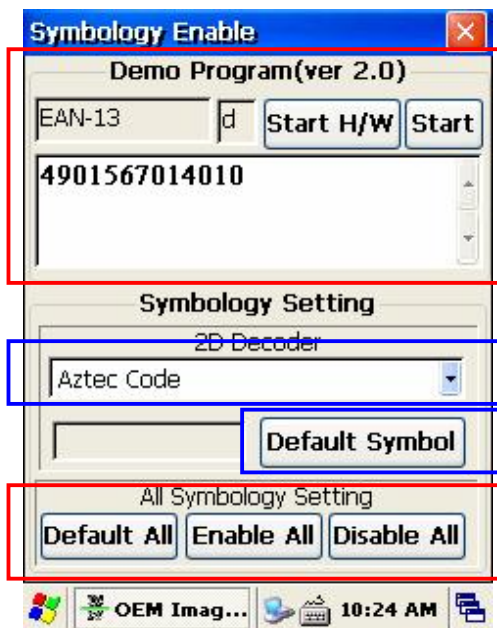 Symbology Enable
Demo Program(ver 2.0)
EAN-13 d Start H/W Start
4901567014010
Symbology Setting
2D Decoder
Aztec Code
Default Symbol
All Symbology Setting
Default All Enable All Disable All
OEM Imag... 10:24 AM